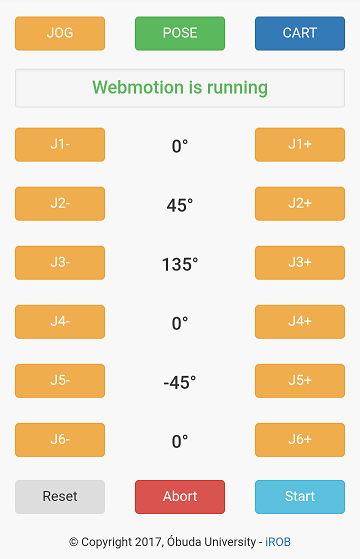 JOG POSE CART
Webmotion is running
J1- 0° J1+
J2- 45° J2+
J3- 135° J3+
J4- 0° J4+
J5- -45° J5+
J6- 0° J6+
Reset Abort Start
© Copyright 2017, Óbuda University - iROB